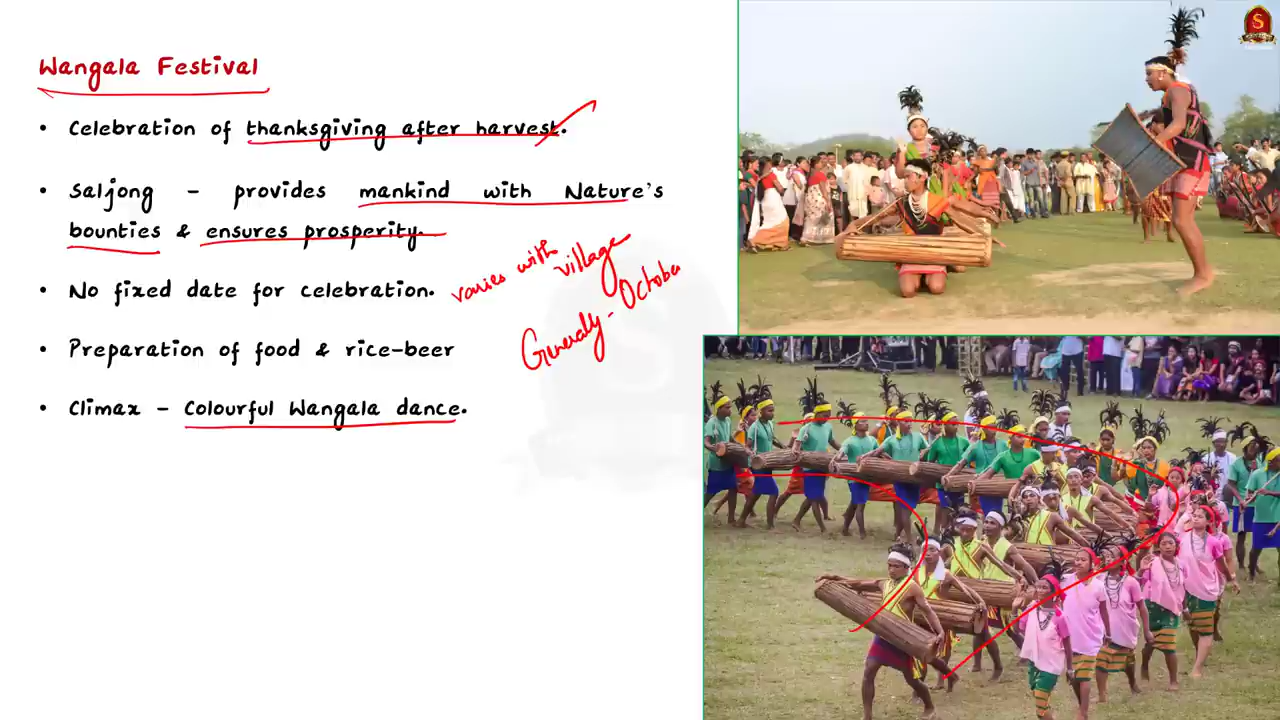 Wangala Festival
• Celebration of thanksgiving after harvest.
• Saljong - provides mankind with Nature's
bounties & ensures prosperity.
• No fixed date for celebration.
varies with village
Generally - October
• Preparation of food & rice-beer
• Climax - Colourful Wangala dance.
S